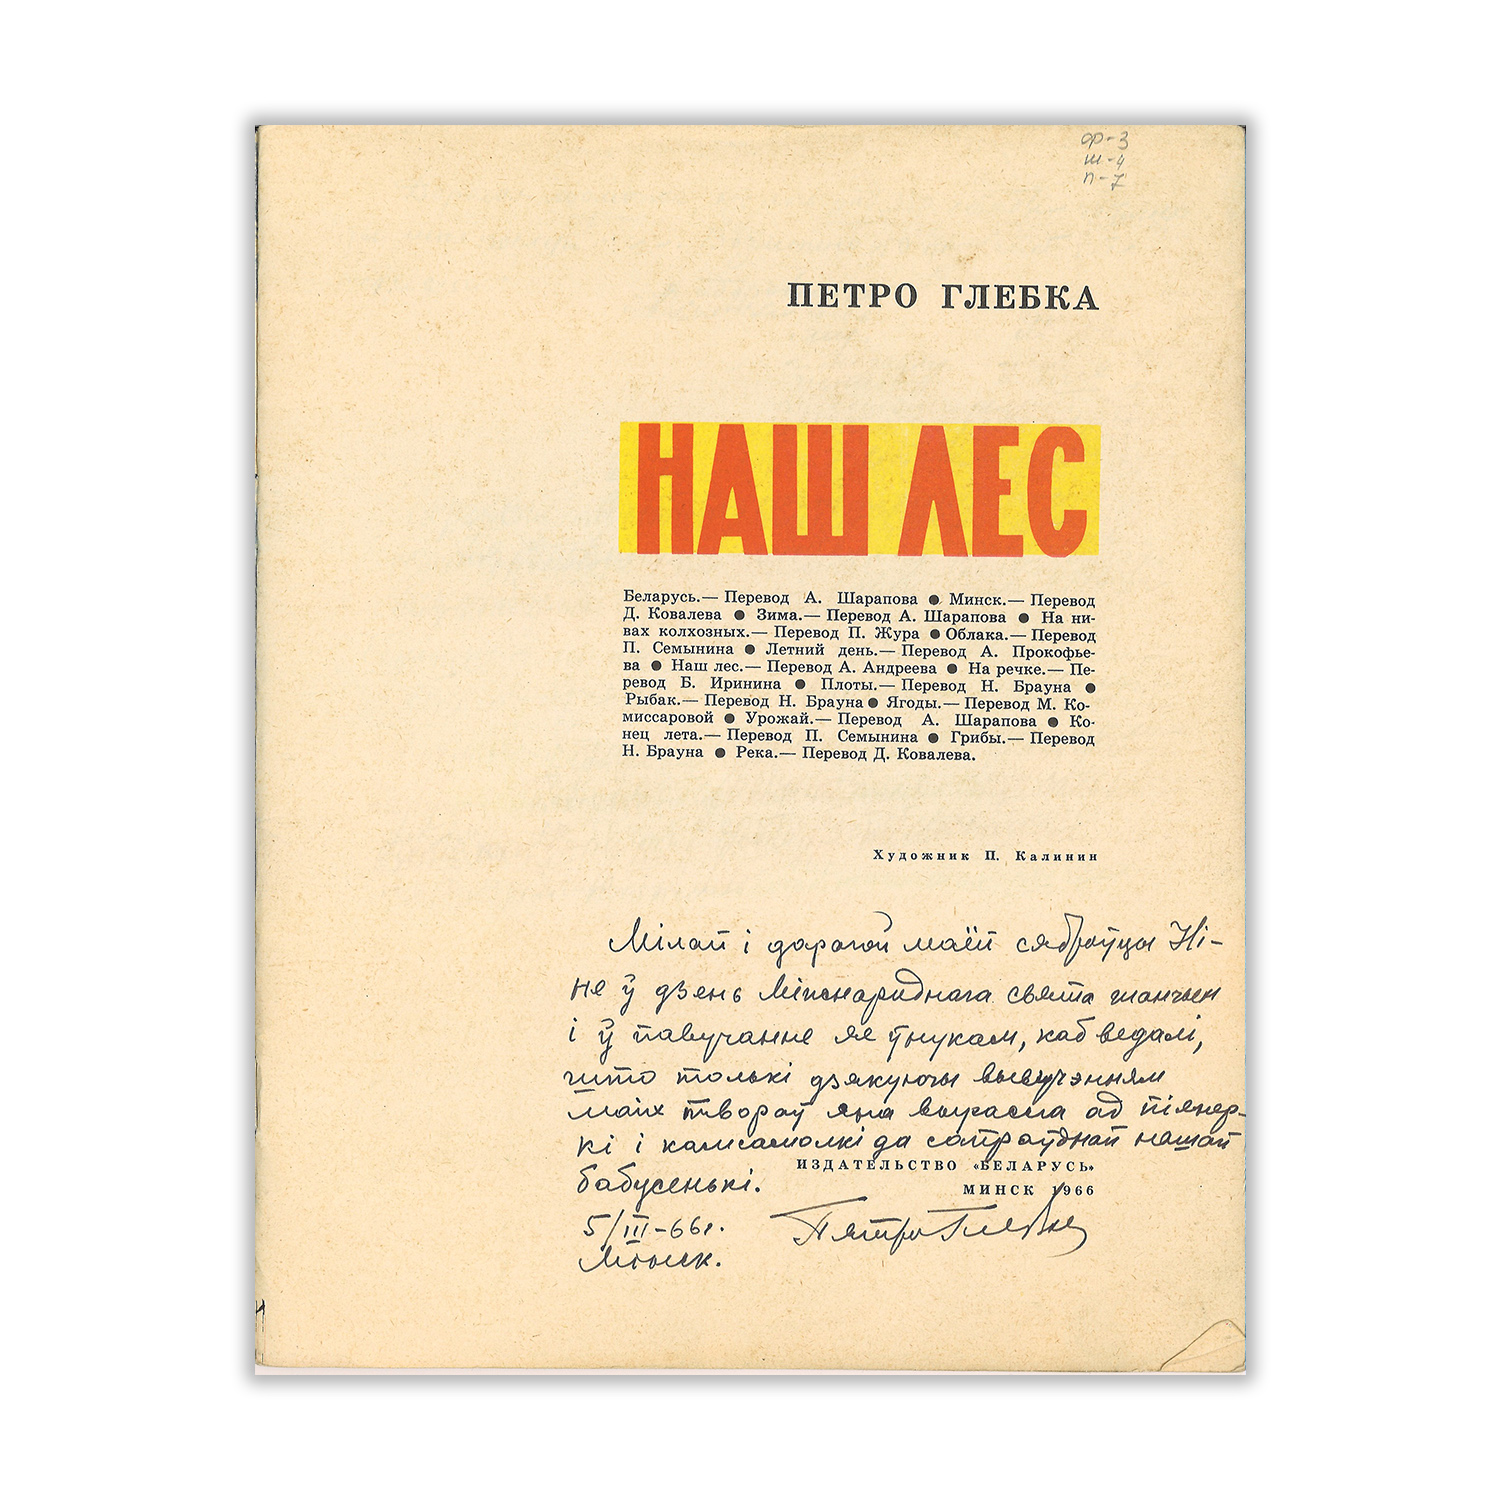 ф-3
ш-4
п-7
ПЕТРО ГЛЕБКА
НАШ ЛЕС
Беларусь.— Перевод А. Шарапова ● Минск.— Перевод
Д. Ковалева ● Зима.— Перевод А. Шарапова ● На ни-
вах колхозных.— Перевод П. Жура ● Облака.— Перевод
П. Семынина ● Летний день.— Перевод А. Прокофье-
ва ● Наш лес.— Перевод А. Андреева ● На речке.— Пе-
ревод Б. Иринина ● Плоты.— Перевод Н. Брауна ●
Рыбак.— Перевод Н. Брауна ● Ягоды.— Перевод М. Ко-
миссаровой ● Урожай.— Перевод А. Шарапова ● Ко-
нец лета.— Перевод П. Семынина ● Грибы.— Перевод
Н. Брауна ● Река.— Перевод Д. Ковалева.
Художник П. Калинин
Мілай і дарагой маёй сяброўцы Ні-
не ў дзень Міжнароднага свята жанчын
і ў павучанне яе ўнукам, каб ведалі,
што толькі дзякуючы вывучэнням
маіх твораў яна вырасла ад піянер-
кі і камсамолкі да сапраўднай нашай
бабусенькі.
ИЗДАТЕЛЬСТВО «БЕЛАРУСЬ»
МИНСК 1966
5/III-66г. Пятро Глебка
Мінск.